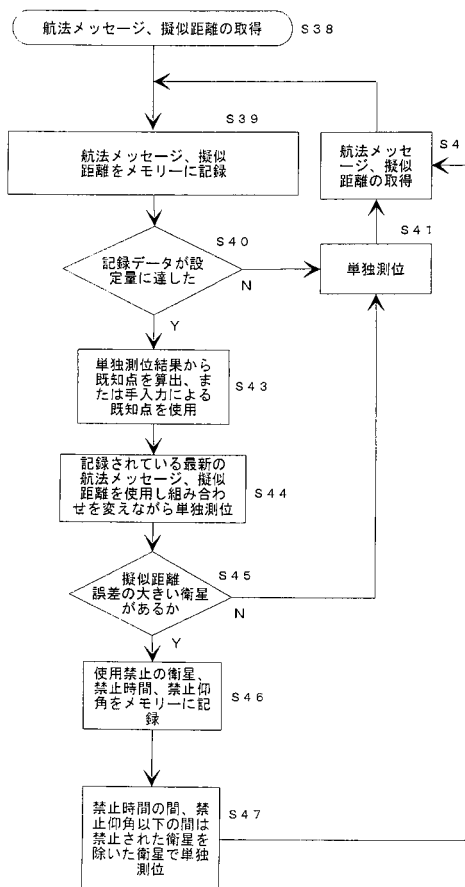 航法メッセージ、擬似距離の取得
S38
S39
航法メッセージ、擬似
距離をメモリーに記録
航法メッセ
ージ、擬似
距離の取得
S4
S40
記録データが設
定量に達した
N
Y
S41
単独測位
単独測位結果から
既知点を算出、ま
たは手入力による
既知点を使用
S43
記録されている最新の
航法メッセージ、擬似
距離を使用し組み合わ
せを変えながら単独測位
S44
擬似距離
誤差の大きい衛星
があるか
S45
N
Y
使用禁止の衛星、
禁止時間、禁止仰
角をメモリーに記
録
S46
禁止時間の間、禁
止仰角以下の間は
禁止された衛星を
除いた衛星で単独
測位
S47